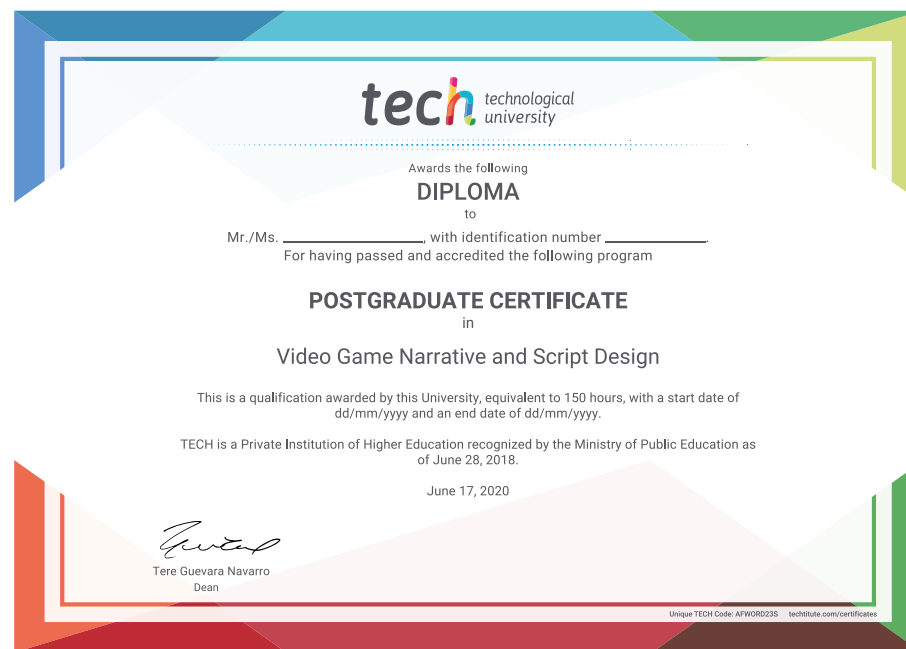 tech technological
university
Awards the following
DIPLOMA
to
Mr./Ms. ____________________, with identification number ______________.
For having passed and accredited the following program
POSTGRADUATE CERTIFICATE
in
Video Game Narrative and Script Design
This is a qualification awarded by this University, equivalent to 150 hours, with a start date of
dd/mm/yyyy and an end date of dd/mm/yyyy.
TECH is a Private Institution of Higher Education recognized by the Ministry of Public Education as
of June 28, 2018.
June 17, 2020
Tere Guevara Navarro
Dean
Unique TECH Code: AFWORD23S techtitute.com/certificates